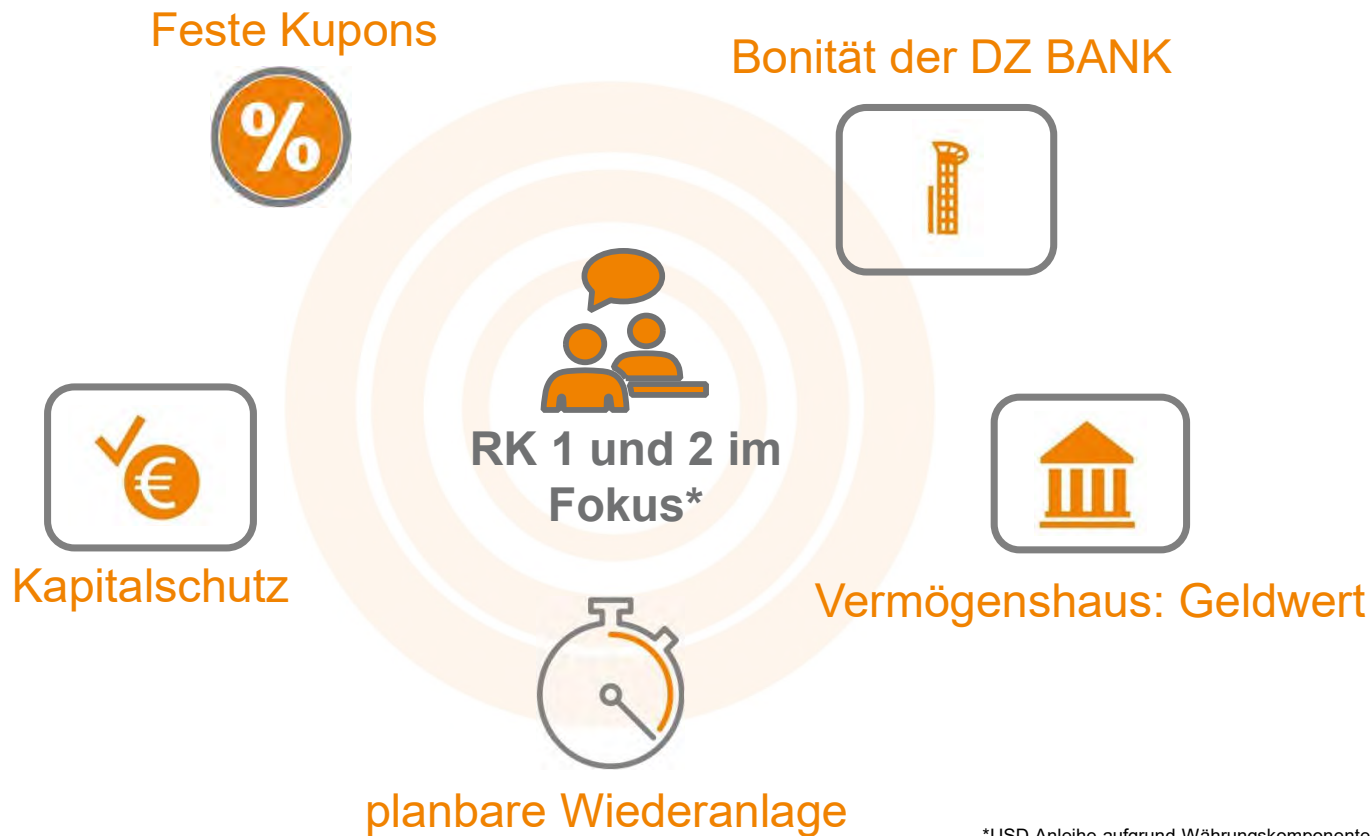 Feste Kupons
Bonität der DZ BANK
%
RK 1 und 2 im
Fokus*
€
Kapitalschutz
Vermögenshaus: Geldwert
planbare Wiederanlage
*USD Anleihe aufgrund Währungskomponente